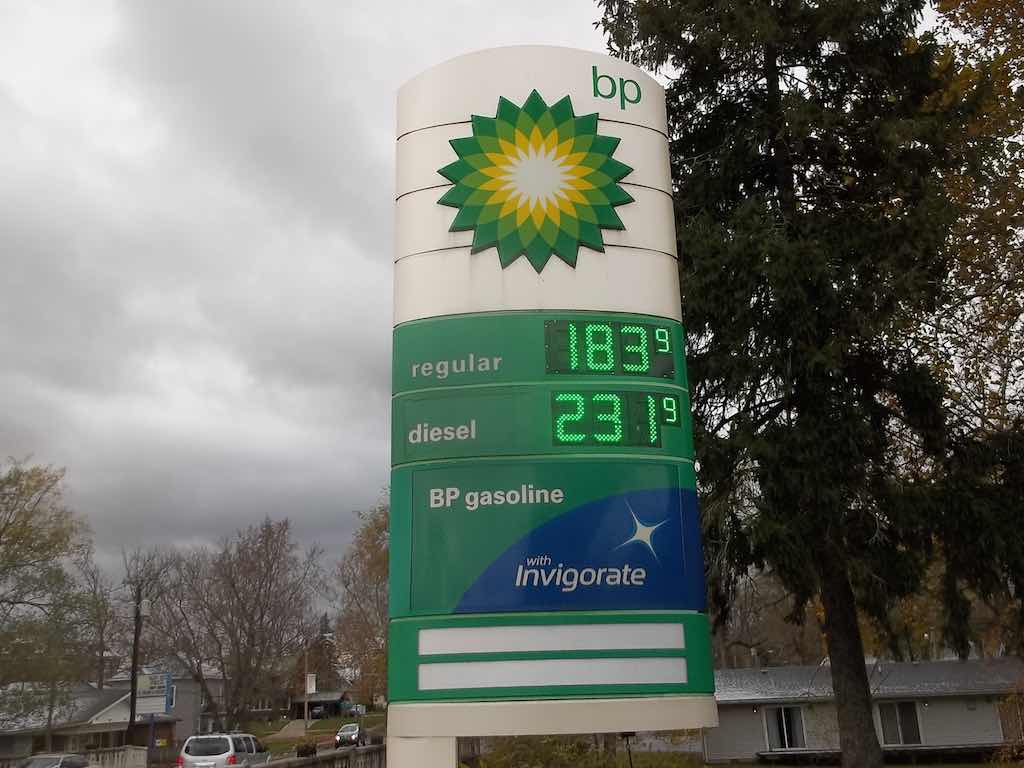 bp
regular 183 9
diesel 231 9
BP gasoline
with
Invigorate